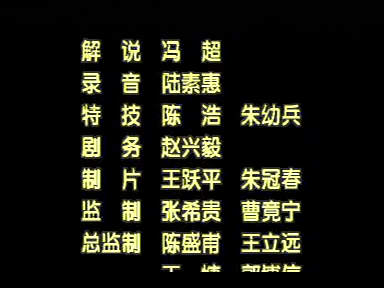 解 说 冯 超
录 音 陆素惠
特 技 陈 浩 朱幼兵
剧 务 赵兴毅
制 片 王跃平 朱冠春
监 制 张希贵 曹竟宁
总监制 陈盛甫 王立远